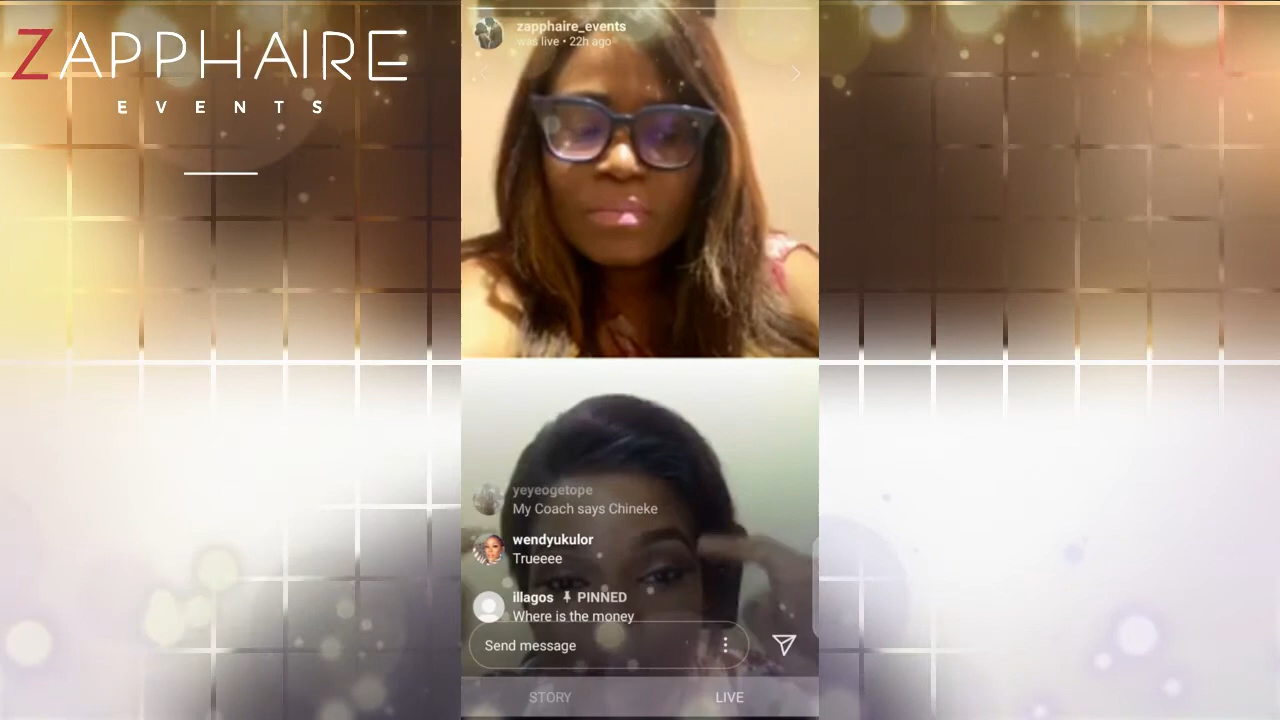 ZAPPHAIRE
EVENTS
zapphaire_events
was live • 22h ago
yeyeogetope
My Coach says Chineke
wendyukulor
Trueeee
illagos PINNED
Where is the money
Send message
STORY LIVE